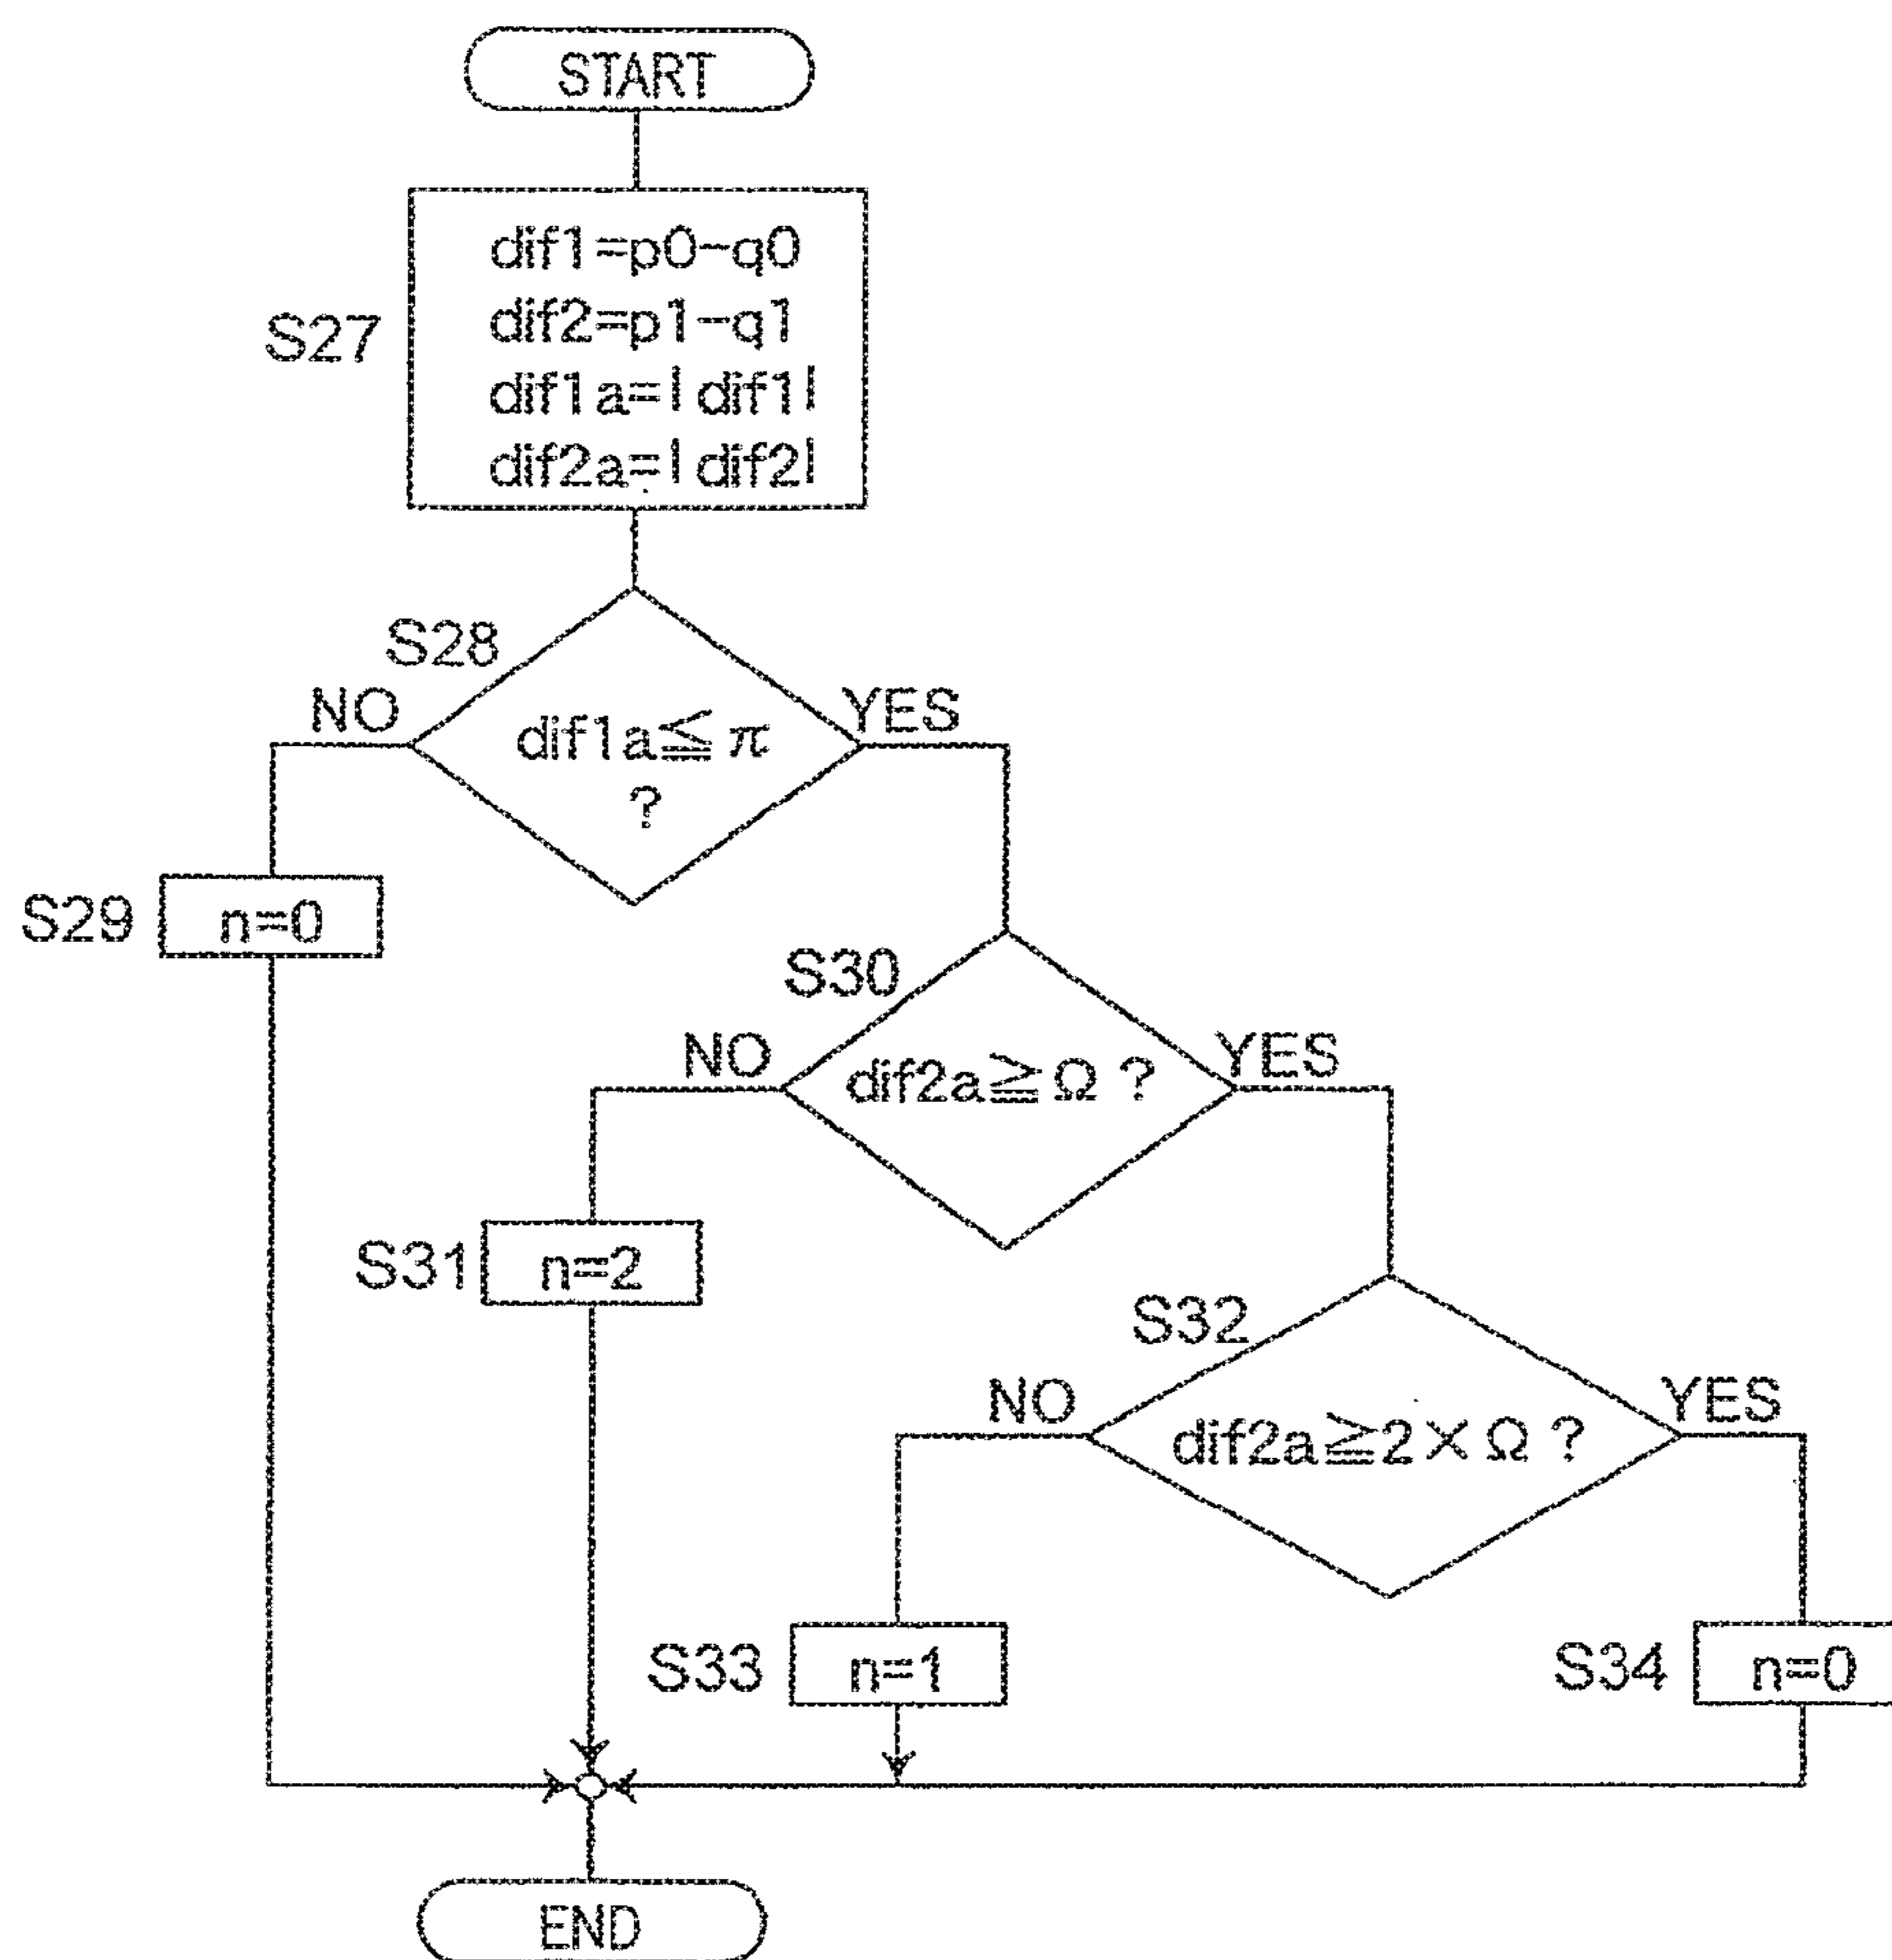 START
S27
dif1=p0-q0
dif2=p1-q1
dif1a=|dif1|
dif2a=|dif2|
S28
NO
YES
dif1a≦π
?
S29
n=0
S30
NO
YES
dif2a≧Ω ?
S31
n=2
S32
NO
YES
dif2a≧2×Ω ?
S33
n=1
S34
n=0
END